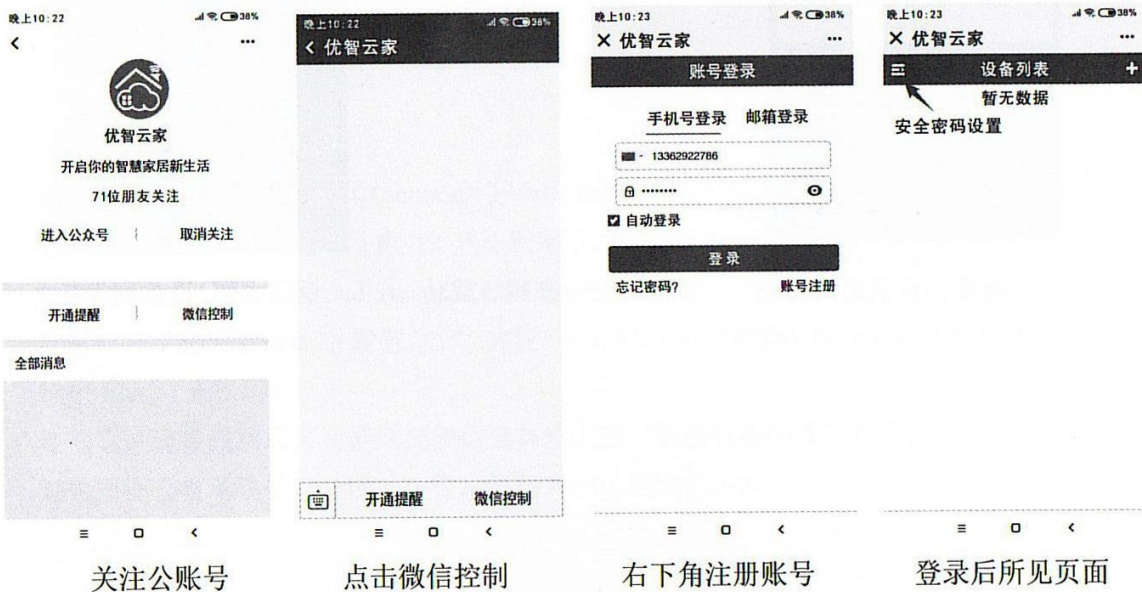 晚上10:22
38%
优智云家
开启你的智慧家居新生活
71位朋友关注
进入公众号
取消关注
开通提醒
微信控制
全部消息
关注公账号
晚上10:22
38%
优智云家
开通提醒
微信控制
点击微信控制
晚上10:23
38%
优智云家
账号登录
手机号登录 邮箱登录
- 13362922786
········
自动登录
登录
忘记密码?
账号注册
右下角注册账号
晚上10:23
38%
优智云家
设备列表
暂无数据
安全密码设置
登录后所见页面